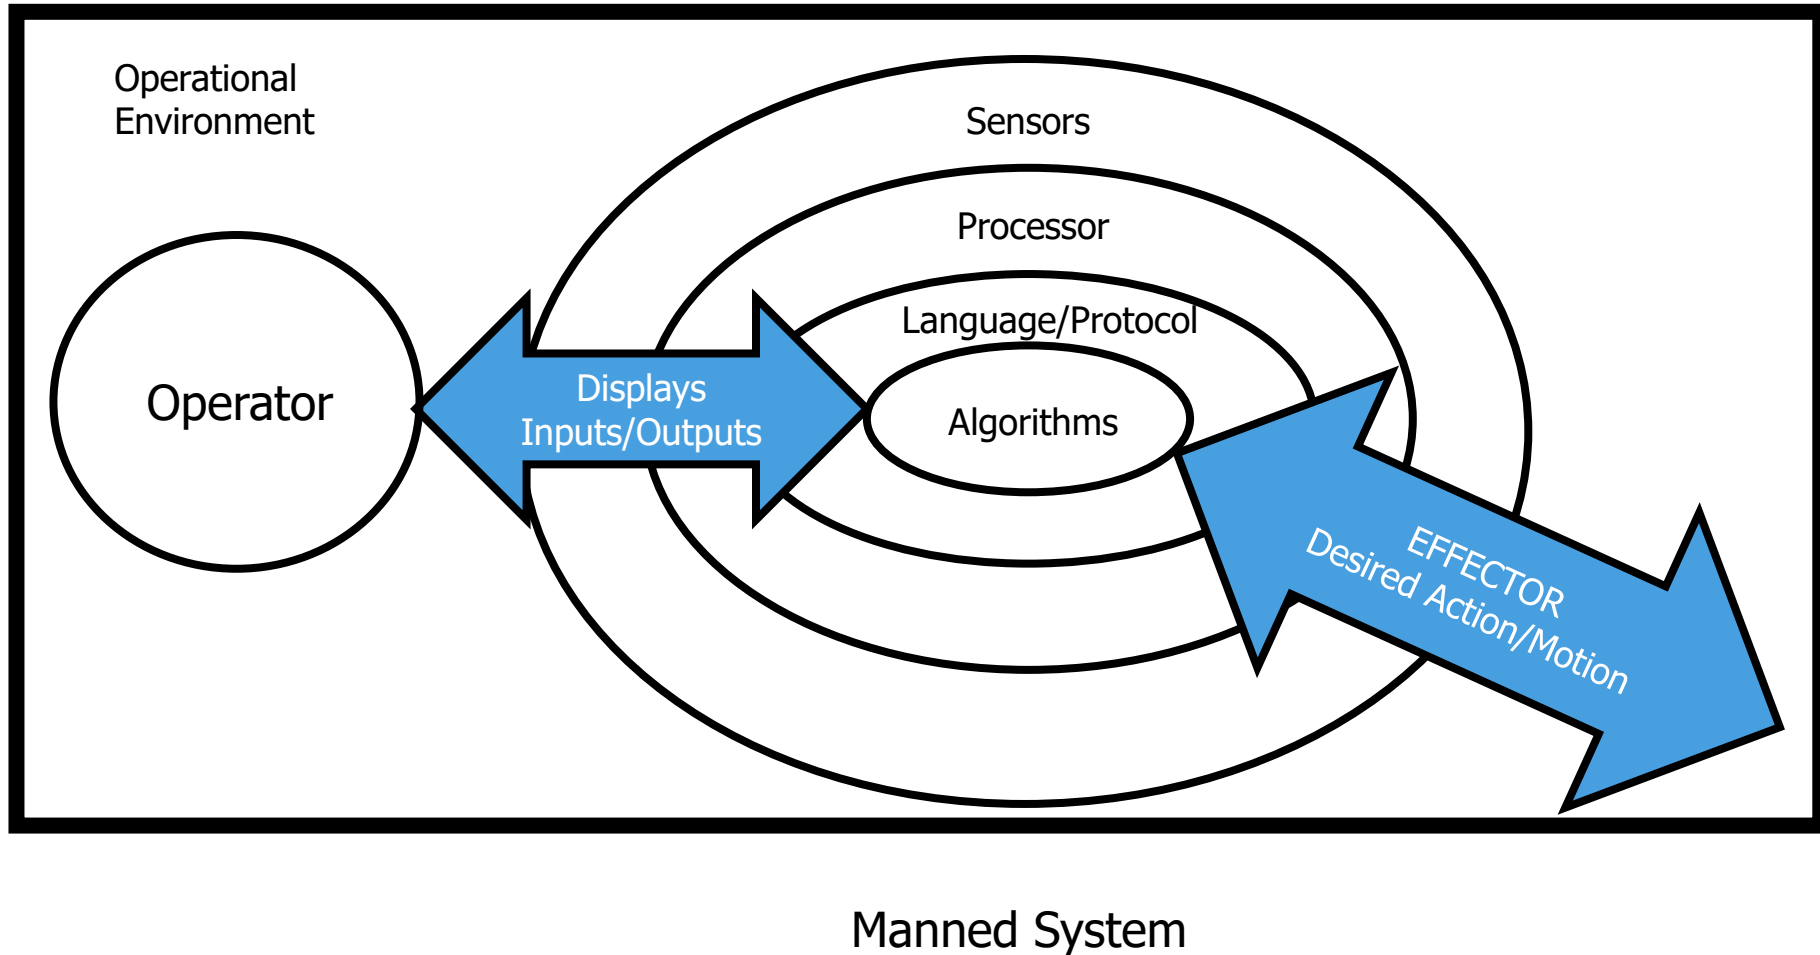 Operational
Environment
Sensors
Processor
Language/Protocol
Algorithms
Operator
Displays
Inputs/Outputs
EFFECTOR
Desired Action/Motion
Manned System